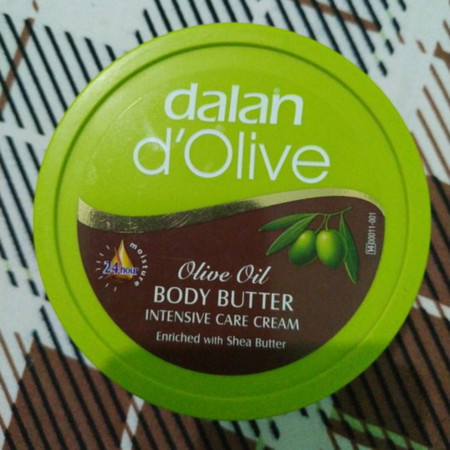 dalan
d'Olive
24 hour
moisture
Olive Oil
BODY BUTTER
INTENSIVE CARE CREAM
Enriched with Shea Butter